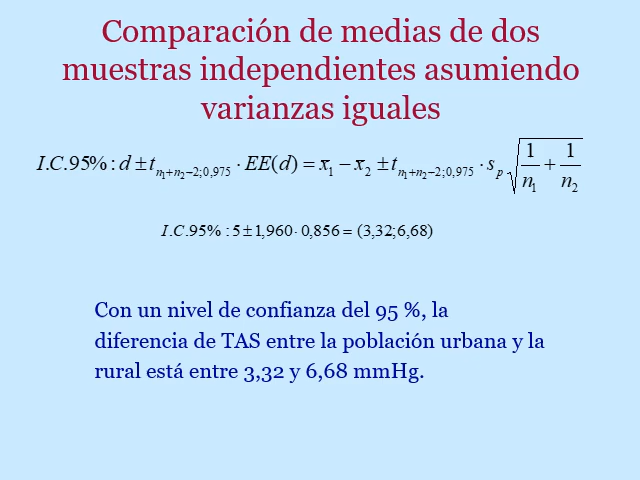 Comparación de medias de dos
muestras independientes asumiendo
varianzas iguales
I.C.95% : d ± t_{n₁+n₂−2;0,975} · EE(d) = x̄₁ − x̄₂ ± t_{n₁+n₂−2;0,975} · s_p · √(1/n₁ + 1/n₂)
I.C.95% : 5 ± 1,960 · 0,856 = (3,32;6,68)
Con un nivel de confianza del 95 %, la
diferencia de TAS entre la población urbana y la
rural está entre 3,32 y 6,68 mmHg.